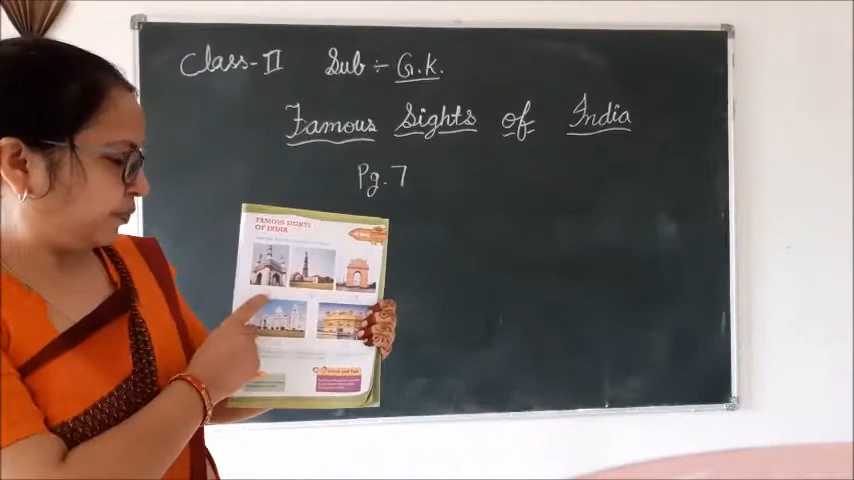 Class-II Sub÷ G.K.
Famous Sights of India
Pg. 7
FAMOUS SIGHTS
OF INDIA